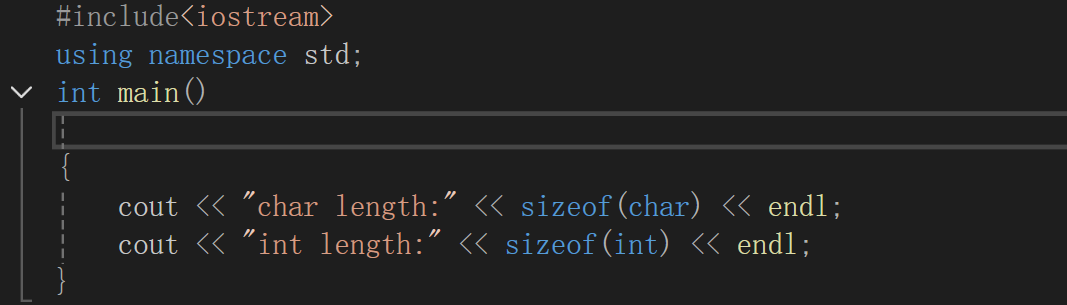 #include<iostream>
using namespace std;
int main()
{
cout << "char length:" << sizeof(char) << endl;
cout << "int length:" << sizeof(int) << endl;
}